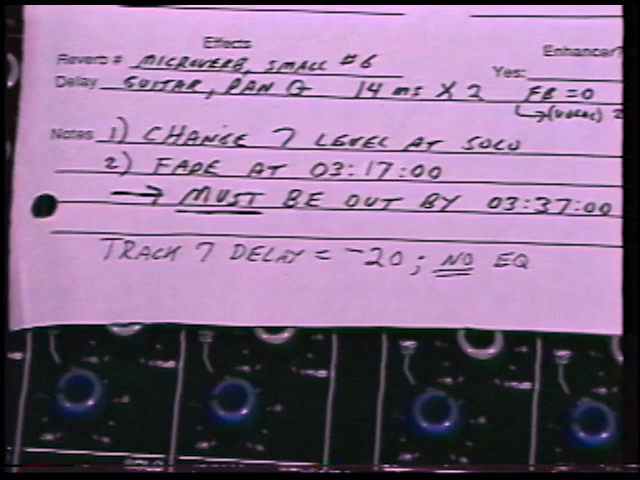 Effects
Enhancer?
Reverb # MICROVERB, SMALL #6
Yes:
Delay GUITAR, PAN 14 ms X 2 FB = 0
(VOCAL) 2
Notes 1) CHANGE 7 LEVEL AT SOLO
2) FADE AT 03:17:00
→ MUST BE OUT BY 03:37:00
TRACK 7 DELAY = -20; NO EQ